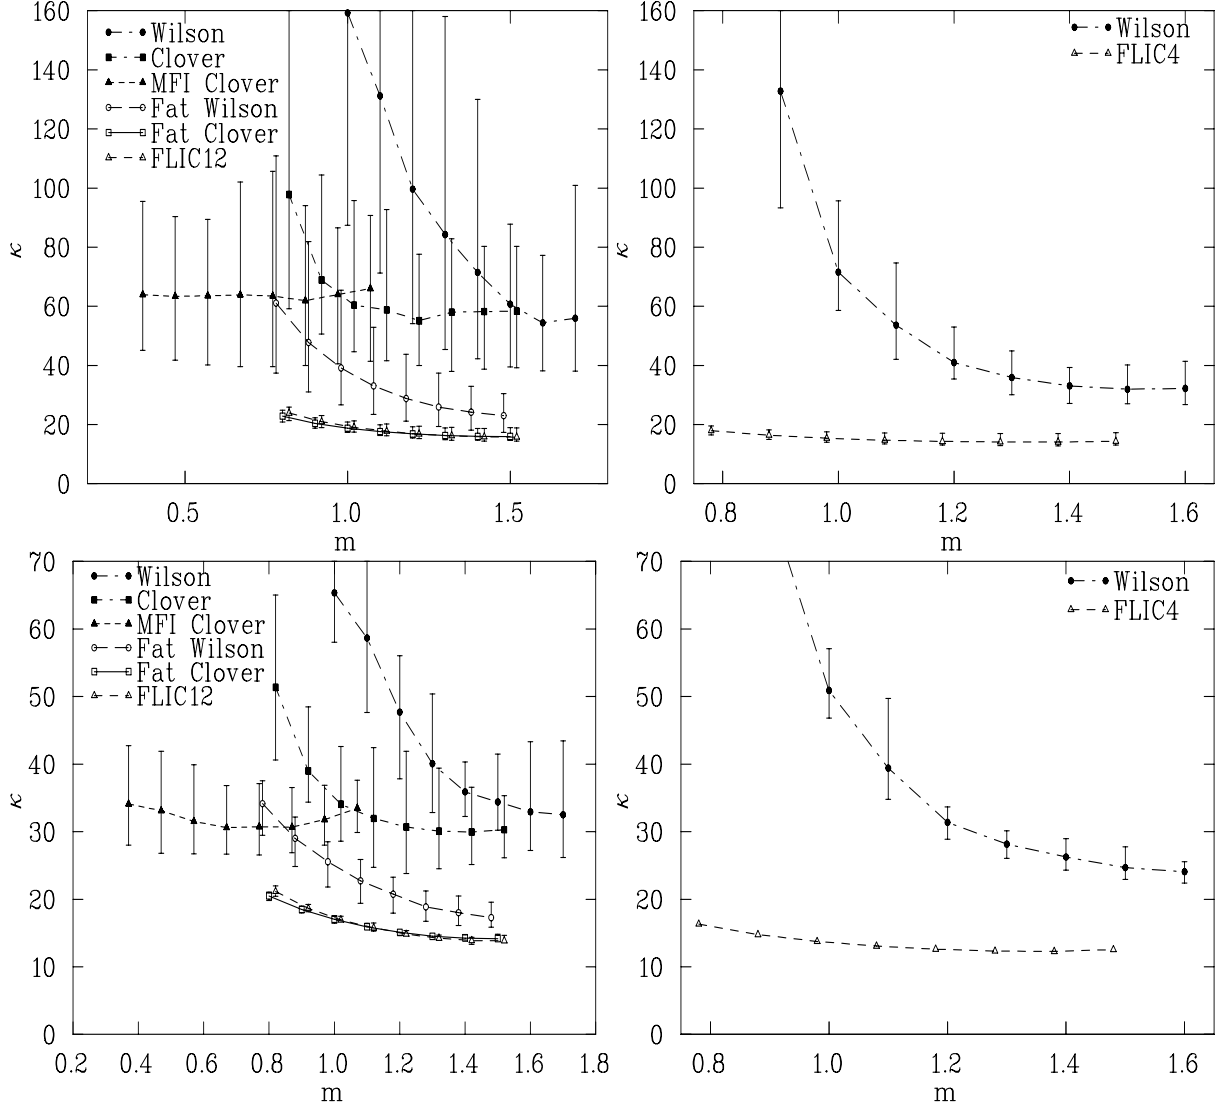 160
140
120
100
80
60
40
20
0
κ
Wilson
Clover
MFI Clover
Fat Wilson
Fat Clover
FLIC12
0.5 1.0 1.5
m
160
140
120
100
80
60
40
20
0
κ
Wilson
FLIC4
0.8 1.0 1.2 1.4 1.6
m
70
60
50
40
30
20
10
0
κ
Wilson
Clover
MFI Clover
Fat Wilson
Fat Clover
FLIC12
0.2 0.4 0.6 0.8 1.0 1.2 1.4 1.6 1.8
m
70
60
50
40
30
20
10
0
κ
Wilson
FLIC4
0.8 1.0 1.2 1.4 1.6
m